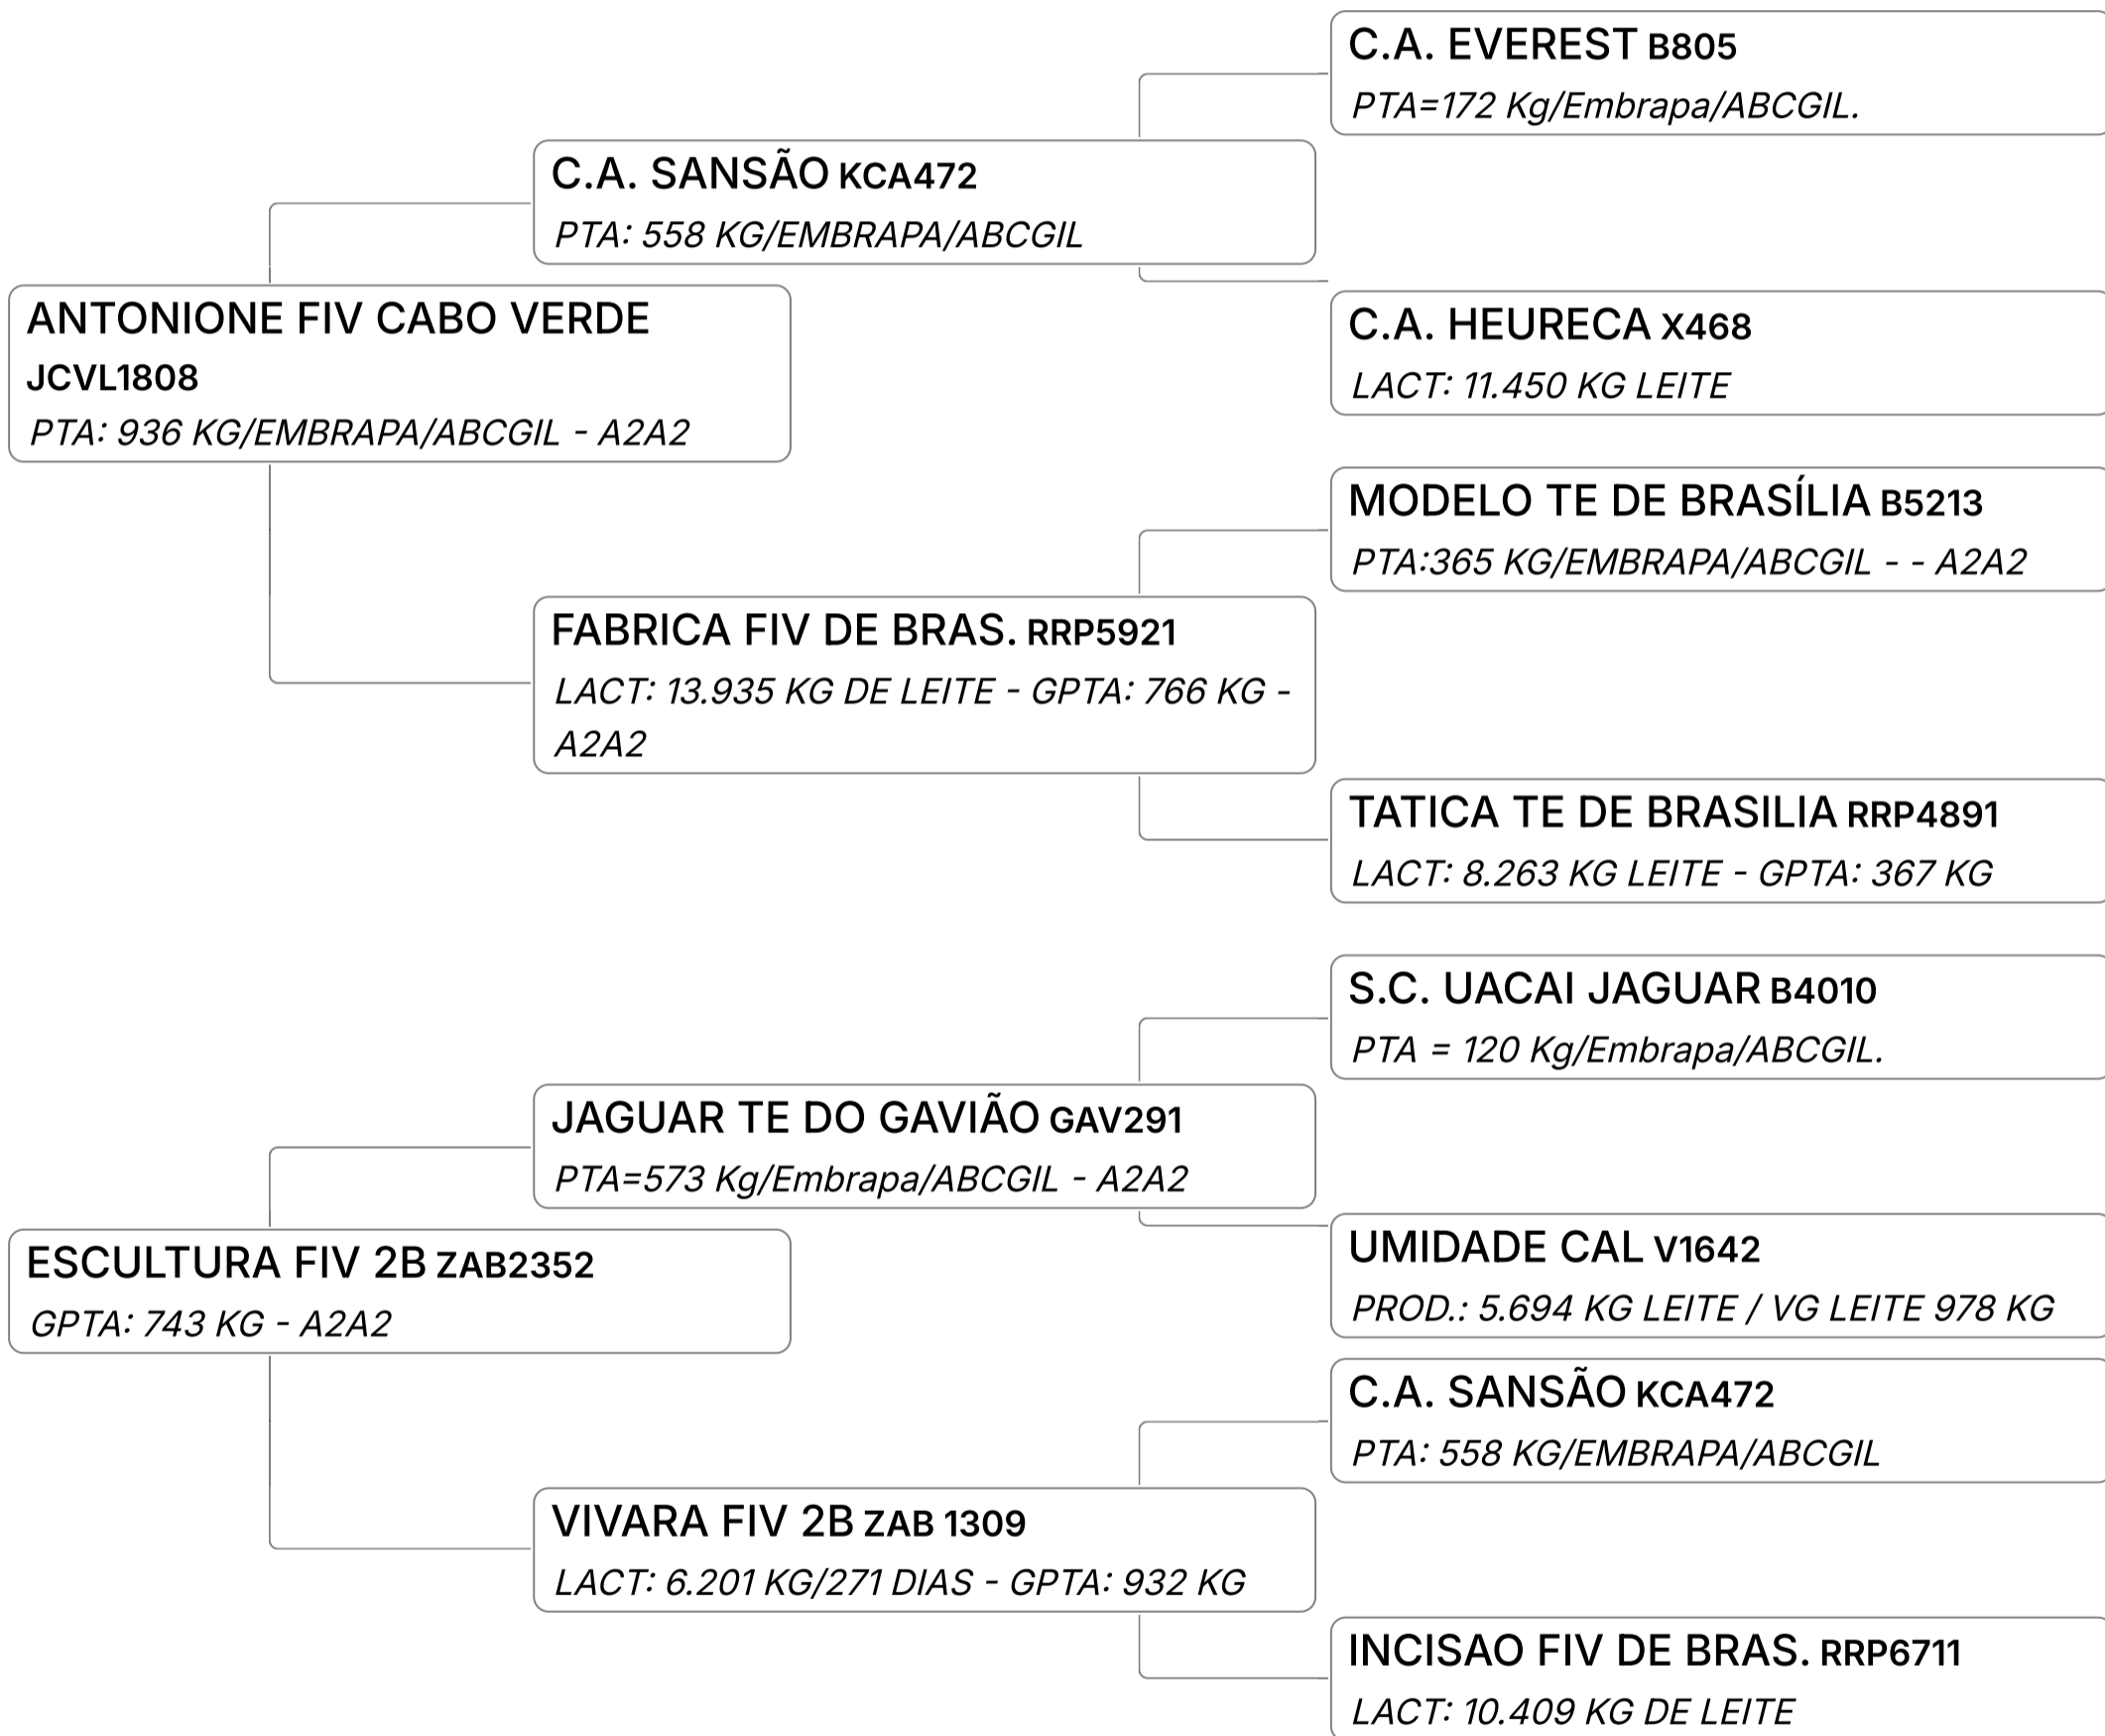 C.A. EVEREST B805
PTA=172 Kg/Embrapa/ABCGIL.
C.A. SANSÃO KCA472
PTA: 558 KG/EMBRAPA/ABCGIL
ANTONIONE FIV CABO VERDE
JCVL1808
PTA: 936 KG/EMBRAPA/ABCGIL - A2A2
C.A. HEURECA X468
LACT: 11.450 KG LEITE
MODELO TE DE BRASÍLIA B5213
PTA:365 KG/EMBRAPA/ABCGIL - - A2A2
FABRICA FIV DE BRAS. RRP5921
LACT: 13.935 KG DE LEITE - GPTA: 766 KG -
A2A2
TATICA TE DE BRASILIA RRP4891
LACT: 8.263 KG LEITE - GPTA: 367 KG
S.C. UACAI JAGUAR B4010
PTA = 120 Kg/Embrapa/ABCGIL.
JAGUAR TE DO GAVIÃO GAV291
PTA=573 Kg/Embrapa/ABCGIL - A2A2
ESCULTURA FIV 2B ZAB2352
GPTA: 743 KG - A2A2
UMIDADE CAL V1642
PROD.: 5.694 KG LEITE / VG LEITE 978 KG
C.A. SANSÃO KCA472
PTA: 558 KG/EMBRAPA/ABCGIL
VIVARA FIV 2B ZAB 1309
LACT: 6.201 KG/271 DIAS - GPTA: 932 KG
INCISAO FIV DE BRAS. RRP6711
LACT: 10.409 KG DE LEITE